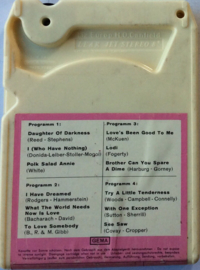 Programm 1:
Daughter Of Darkness
(Reed - Stephens)
I (Who Have Nothing)
(Donida-Leiber-Stoller-Mogol)
Polk Salad Annie
(White)
Programm 2:
I Have Dreamed
(Rodgers - Hammerstein)
What The World Needs
Now Is Love
(Bacharach - David)
To Love Somebody
(B., R. & M. Gibb)
Programm 3:
Love's Been Good To Me
(McKuen)
Lodi
(Fogerty)
Brother Can You Spare
A Dime (Harburg - Gorney)
Programm 4:
Try A Little Tenderness
(Woods - Campbell - Connelly)
With One Exception
(Sutton - Sherrill)
See Saw
(Covay - Cropper)
GEMA